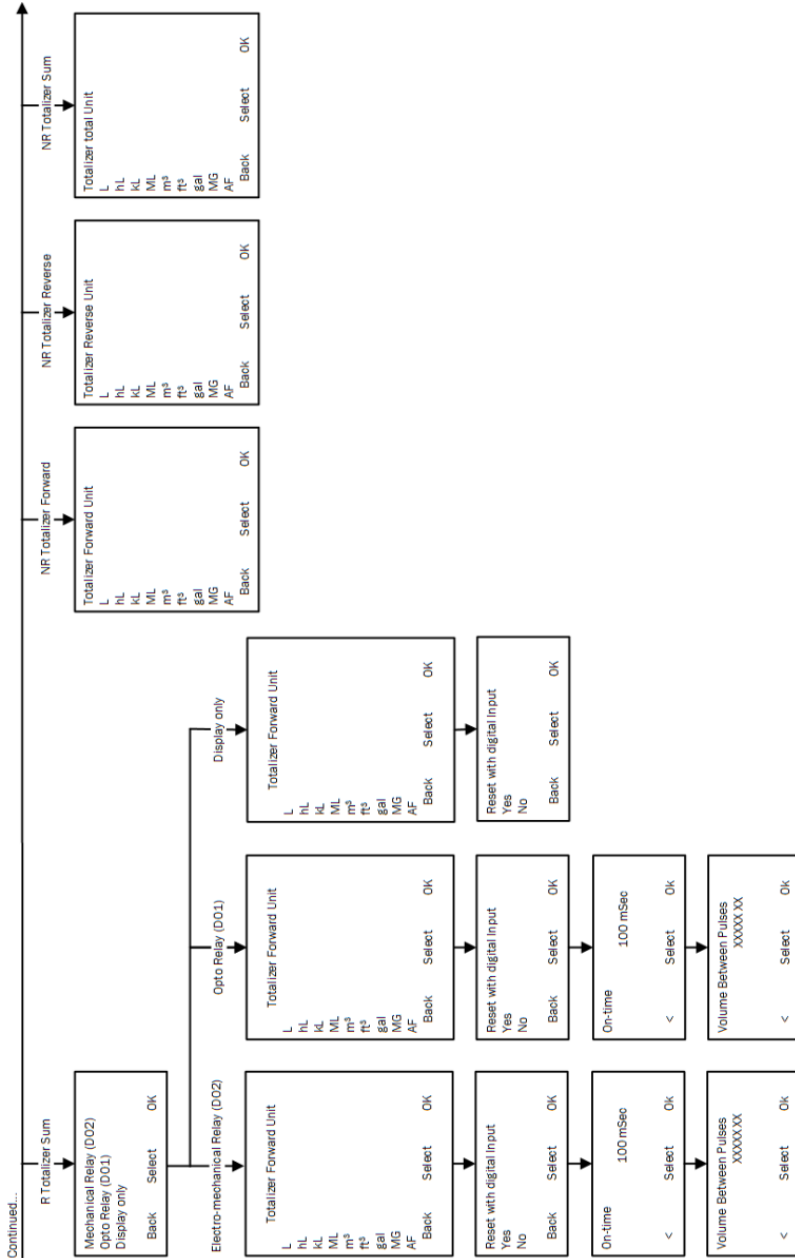 Continued...
R Totalizer Sum
Mechanical Relay (DO2)
Opto Relay (DO1)
Display only
Back Select OK
Electro-mechanical Relay (DO2)
Totalizer Forward Unit
L
hL
kL
ML
m³
ft³
gal
MG
AF
Back Select OK
Reset with digital Input
Yes
No
Back Select OK
On-time
100 mSec
< Select Ok
Volume Between Pulses
XXXXX.XX
< Select Ok
Opto Relay (DO1)
Totalizer Forward Unit
L
hL
kL
ML
m³
ft³
gal
MG
AF
Back Select OK
Reset with digital Input
Yes
No
Back Select OK
On-time
100 mSec
< Select Ok
Volume Between Pulses
XXXXX.XX
< Select Ok
Display only
Totalizer Forward Unit
L
hL
kL
ML
m³
ft³
gal
MG
AF
Back Select OK
Reset with digital Input
Yes
No
Back Select OK
NR Totalizer Forward
Totalizer Forward Unit
L
hL
kL
ML
m³
ft³
gal
MG
AF
Back Select OK
NR Totalizer Reverse
Totalizer Reverse Unit
L
hL
kL
ML
m³
ft³
gal
MG
AF
Back Select OK
NR Totalizer Sum
Totalizer total Unit
L
hL
kL
ML
m³
ft³
gal
MG
AF
Back Select OK